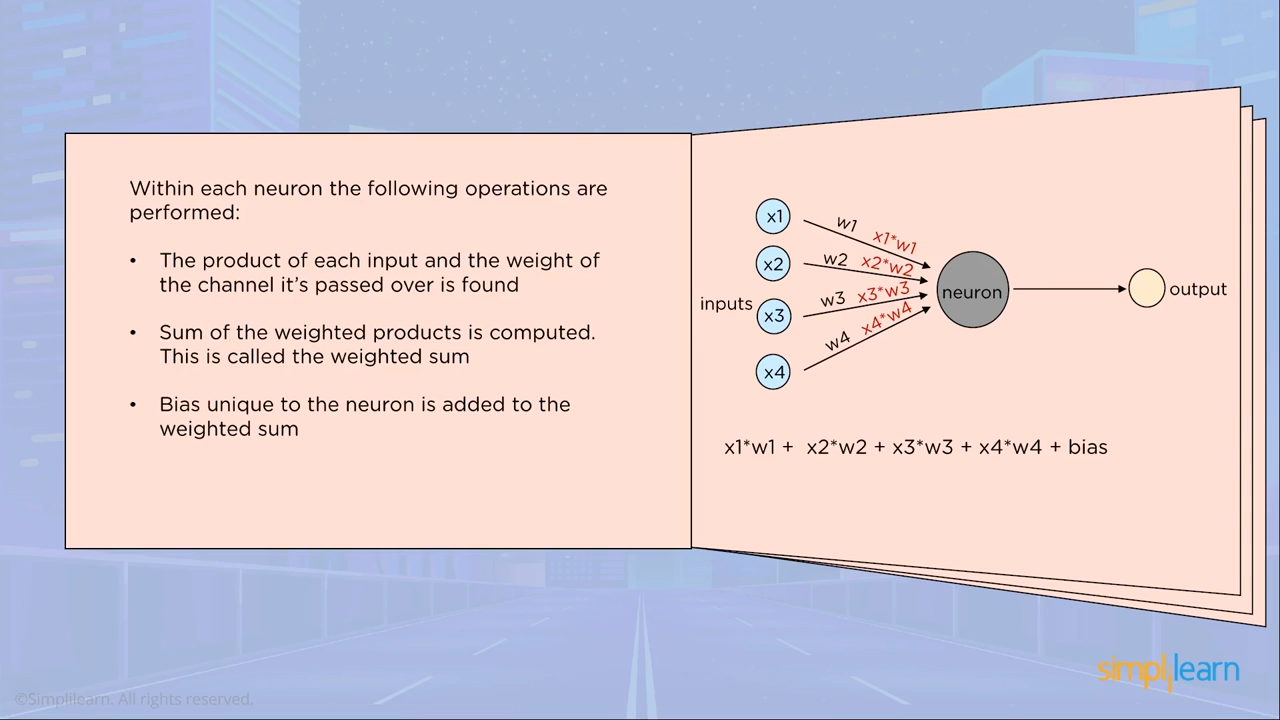 Within each neuron the following operations are
performed:
• The product of each input and the weight of
the channel it's passed over is found
• Sum of the weighted products is computed.
This is called the weighted sum
• Bias unique to the neuron is added to the
weighted sum
x1
w1
x1*w1
x2
w2
x2*w2
inputs
x3
w3
x3*w3
x4
w4
x4*w4
neuron
output
x1*w1 + x2*w2 + x3*w3 + x4*w4 + bias
simplilearn
©Simplilearn. All rights reserved.